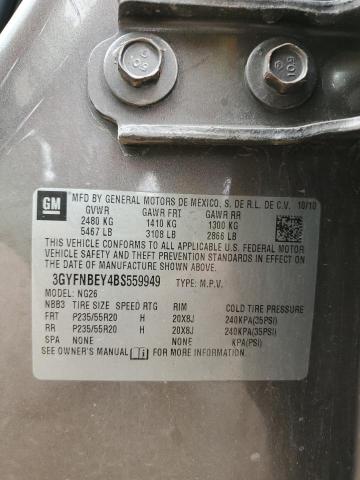 GM
MFD BY GENERAL MOTORS DE MEXICO, S. DE R.L. DE C.V. 10/10
GVWR GAWR FRT GAWR RR
2480 KG 1410 KG 1300 KG
5467 LB 3108 LB 2866 LB
THIS VEHICLE CONFORMS TO ALL APPLICABLE U.S. FEDERAL MOTOR
VEHICLE SAFETY, AND THEFT PREVENTION STANDARDS IN EFFECT
ON THE DATE OF MANUFACTURE SHOWN ABOVE.
3GYFNBEY4BS559949 TYPE: M.P.V.
MODEL: NG26
NBB3 TIRE SIZE SPEED RTG RIM COLD TIRE PRESSURE
FRT P235/55R20 H 20X8J 240KPA(35PSI)
RR P235/55R20 H 20X8J 240KPA(35PSI)
SPA NONE NONE KPA(PSI)
SEE OWNER'S MANUAL FOR MORE INFORMATION.